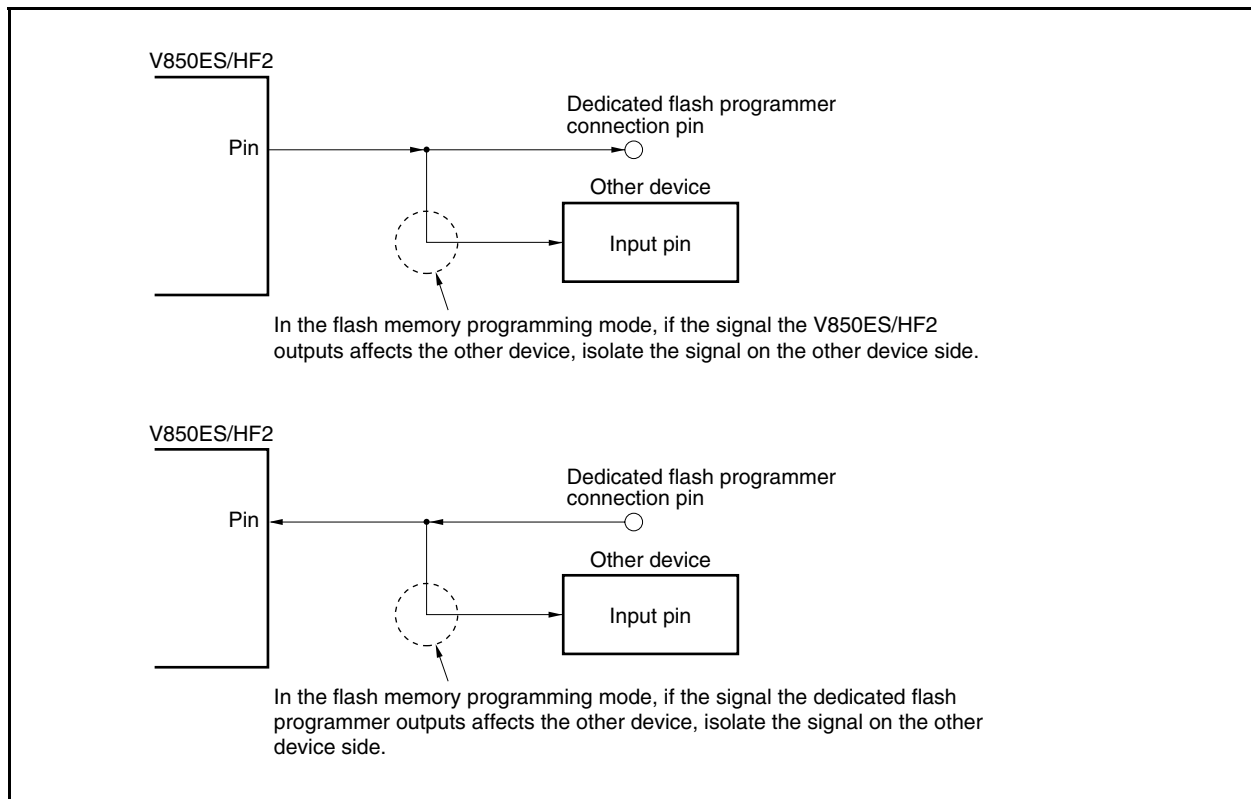 V850ES/HF2
Dedicated flash programmer
connection pin
Pin
Other device
Input pin
In the flash memory programming mode, if the signal the V850ES/HF2
outputs affects the other device, isolate the signal on the other device side.
V850ES/HF2
Dedicated flash programmer
connection pin
Pin
Other device
Input pin
In the flash memory programming mode, if the signal the dedicated flash
programmer outputs affects the other device, isolate the signal on the other
device side.